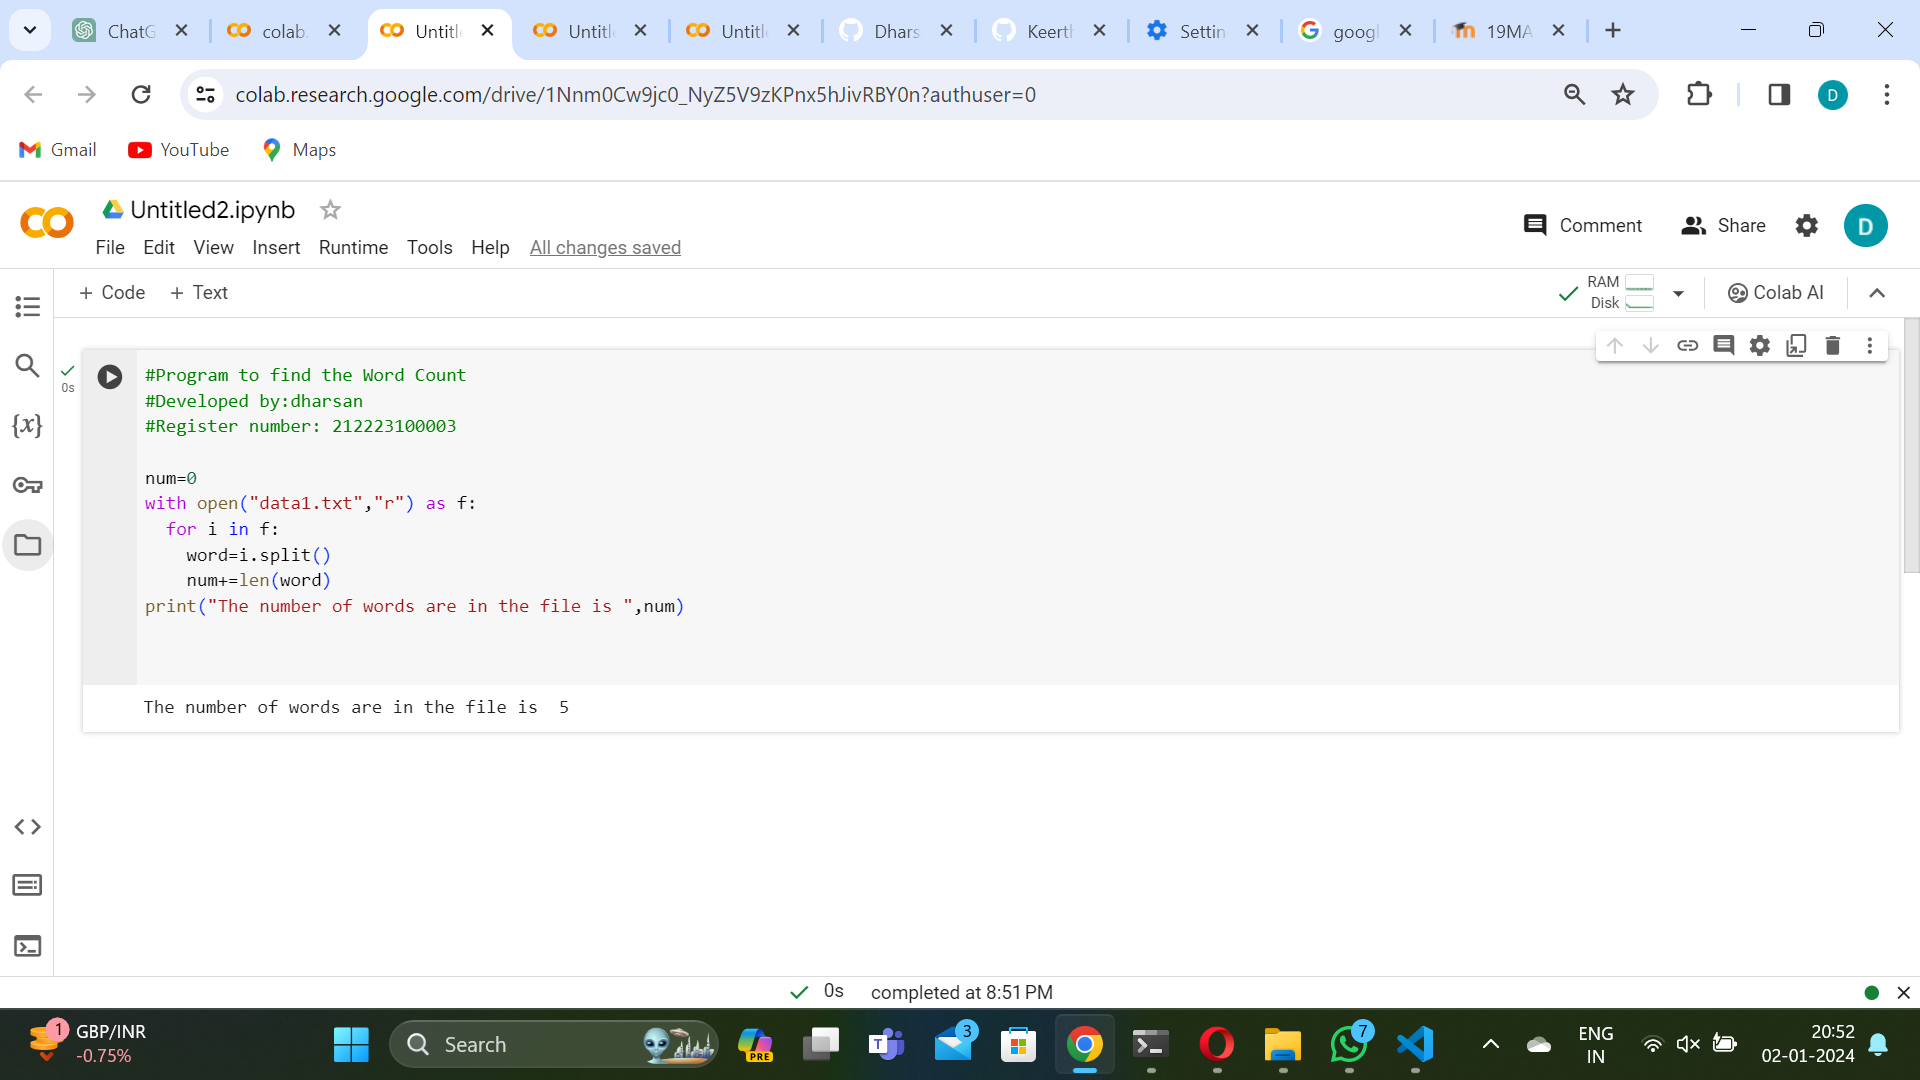 ChatG
colab.
Untitle
Untitle
Untitle
Dhars
Keerth
Settin
googl
19MA
colab.research.google.com/drive/1Nnm0Cw9jc0_NyZ5V9zKPnx5hJivRBY0n?authuser=0
D
Gmail
YouTube
Maps
Untitled2.ipynb
Comment
Share
D
File Edit View Insert Runtime Tools Help All changes saved
+ Code + Text
RAM
Disk
Colab AI
{x}
0s
#Program to find the Word Count
#Developed by:dharsan
#Register number: 212223100003
num=0
with open("data1.txt","r") as f:
for i in f:
word=i.split()
num+=len(word)
print("The number of words are in the file is ",num)
The number of words are in the file is  5
0s completed at 8:51 PM
1
GBP/INR
-0.75%
Search
PRE
T
3
7
ENG
IN
20:52
02-01-2024